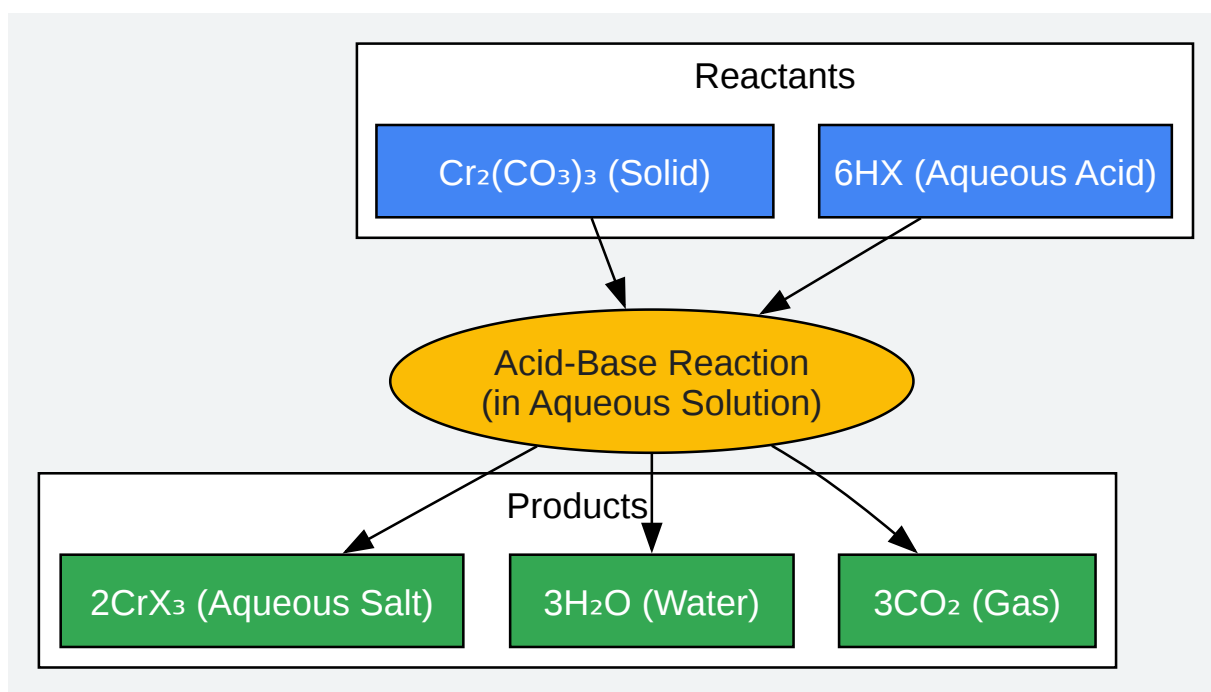 Reactants
Cr₂(CO₃)₃ (Solid)
6HX (Aqueous Acid)
Acid-Base Reaction
(in Aqueous Solution)
Products
2CrX₃ (Aqueous Salt)
3H₂O (Water)
3CO₂ (Gas)